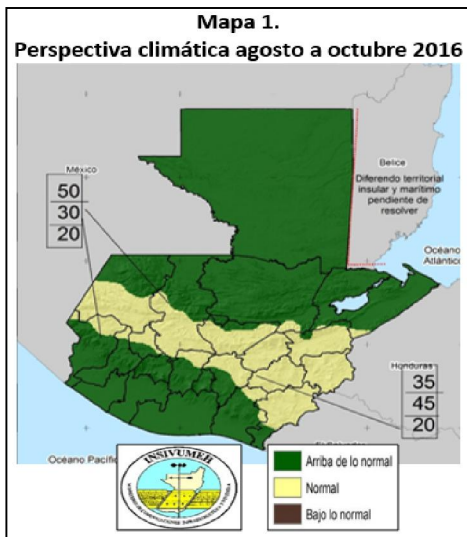 Mapa 1.
Perspectiva climática agosto a octubre 2016
México
Belice
Diferendo territorial
insular y marítimo
pendiente de
resolver
50
30
20
Océano
Atlántico
Honduras
35
45
20
Océano Pacífic
INSIVUMEH
Arriba de lo normal
Normal
Bajo lo normal